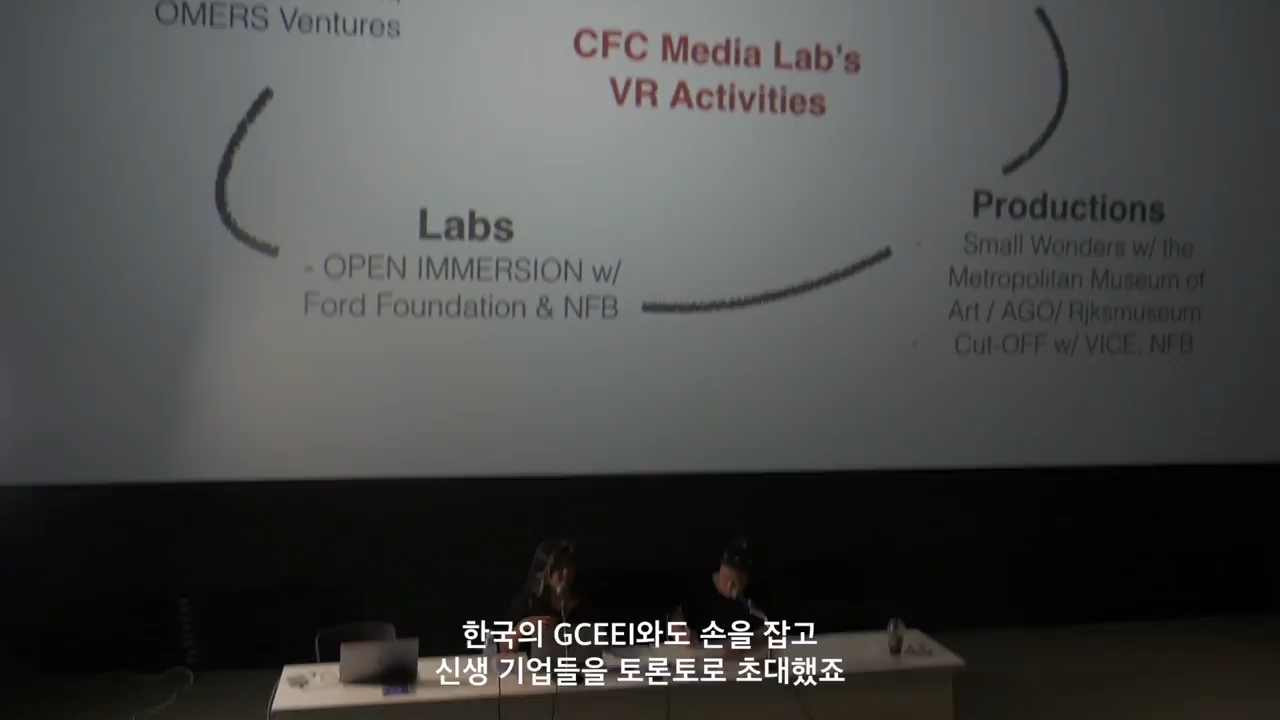 OMERS Ventures
CFC Media Lab's
VR Activities
Labs
- OPEN IMMERSION w/
Ford Foundation & NFB
Productions
Small Wonders w/ the
Metropolitan Museum of
Art / AGO/ Rjksmuseum
Cut-OFF w/ VICE, NFB
한국의 GCEEI와도 손을 잡고
신생 기업들을 토론토로 초대했죠